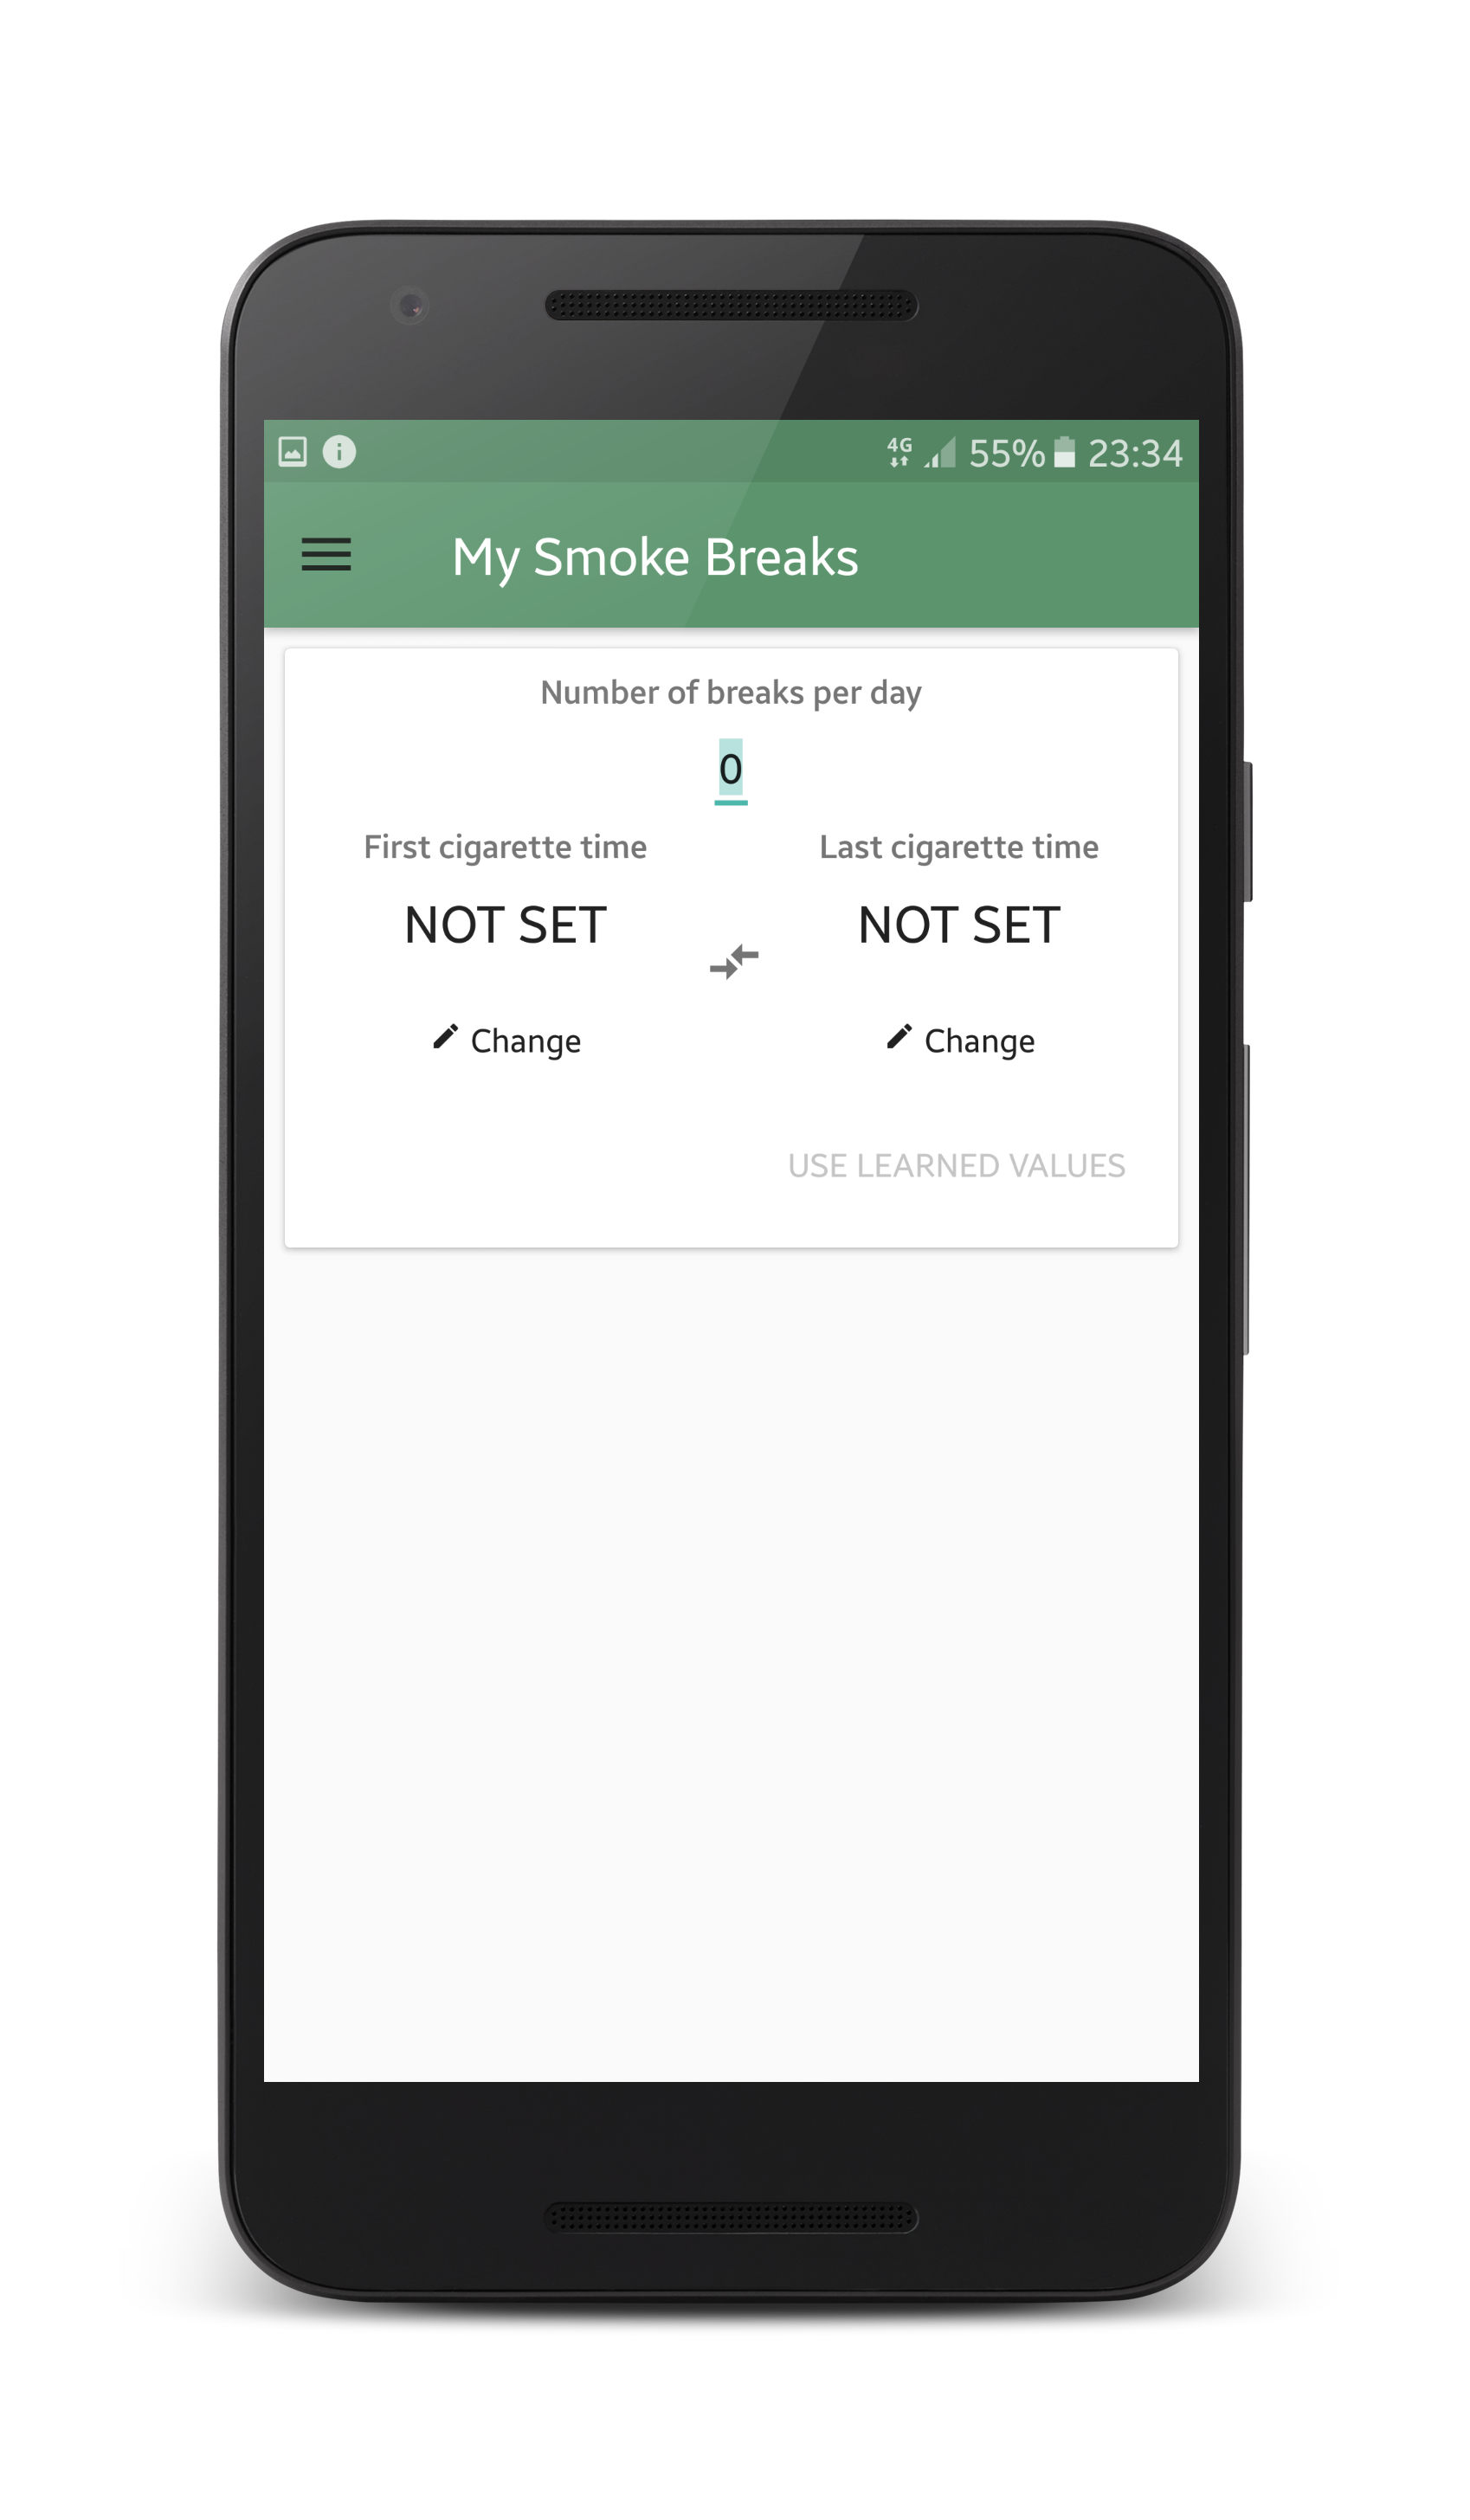 4G 55% 23:34
My Smoke Breaks
Number of breaks per day
0
First cigarette time Last cigarette time
NOT SET NOT SET
Change Change
USE LEARNED VALUES